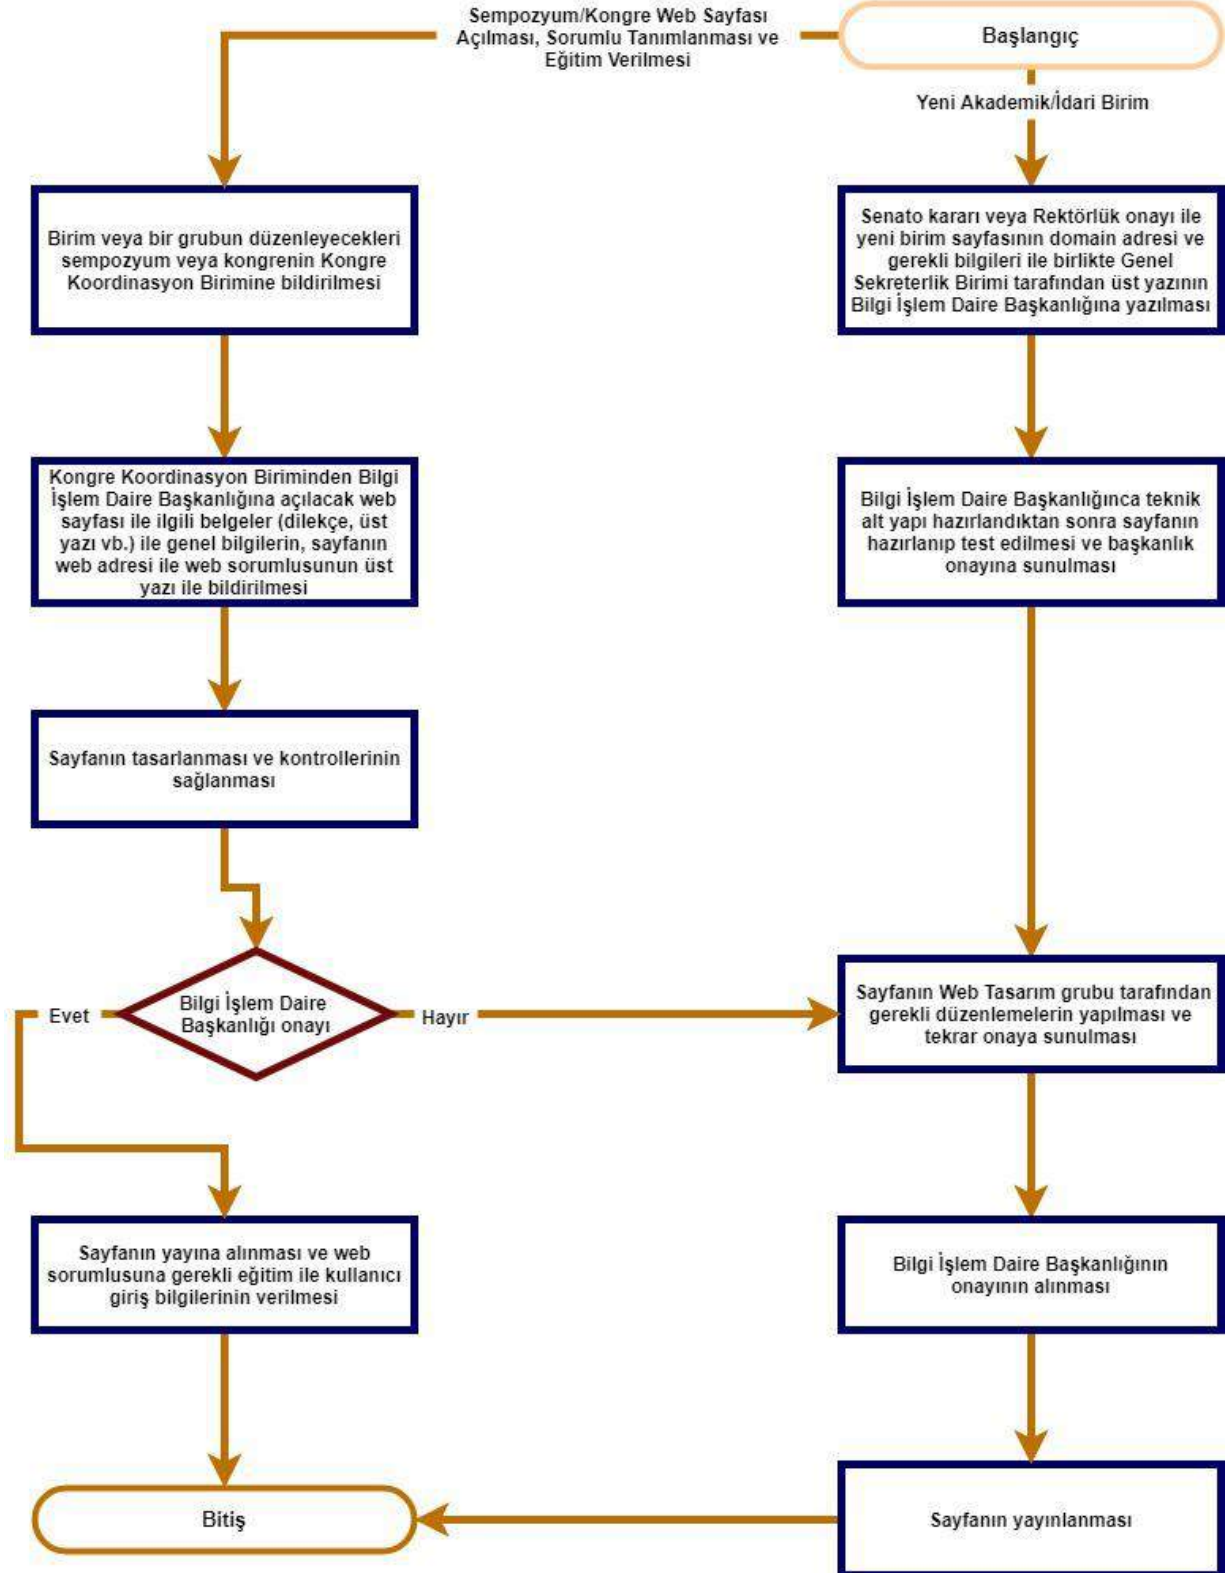 Sempozyum/Kongre Web Sayfası
Açılması, Sorumlu Tanımlanması ve
Eğitim Verilmesi
Başlangıç
Yeni Akademik/İdari Birim
Birim veya bir grubun düzenleyecekleri
sempozyum veya kongrenin Kongre
Koordinasyon Birimine bildirilmesi
Senato kararı veya Rektörlük onayı ile
yeni birim sayfasının domain adresi ve
gerekli bilgileri ile birlikte Genel
Sekreterlik Birimi tarafından üst yazının
Bilgi İşlem Daire Başkanlığına yazılması
Kongre Koordinasyon Biriminden Bilgi
İşlem Daire Başkanlığına açılacak web
sayfası ile ilgili belgeler (dilekçe, üst
yazı vb.) ile genel bilgilerin, sayfanın
web adresi ile web sorumlusunun üst
yazı ile bildirilmesi
Bilgi İşlem Daire Başkanlığınca teknik
alt yapı hazırlandıktan sonra sayfanın
hazırlanıp test edilmesi ve başkanlık
onayına sunulması
Sayfanın tasarlanması ve kontrollerinin
sağlanması
Evet
Bilgi İşlem Daire
Başkanlığı onayı
Hayır
Sayfanın Web Tasarım grubu tarafından
gerekli düzenlemelerin yapılması ve
tekrar onaya sunulması
Sayfanın yayına alınması ve web
sorumlusuna gerekli eğitim ile kullanıcı
giriş bilgilerinin verilmesi
Bilgi İşlem Daire Başkanlığının
onayının alınması
Bitiş
Sayfanın yayınlanması